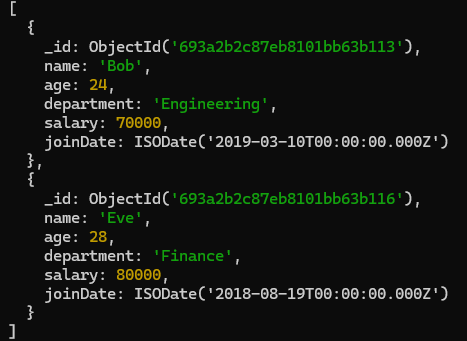 [
  {
    _id: ObjectId('693a2b2c87eb8101bb63b113'),
    name: 'Bob',
    age: 24,
    department: 'Engineering',
    salary: 70000,
    joinDate: ISODate('2019-03-10T00:00:00.000Z')
  },
  {
    _id: ObjectId('693a2b2c87eb8101bb63b116'),
    name: 'Eve',
    age: 28,
    department: 'Finance',
    salary: 80000,
    joinDate: ISODate('2018-08-19T00:00:00.000Z')
  }
]